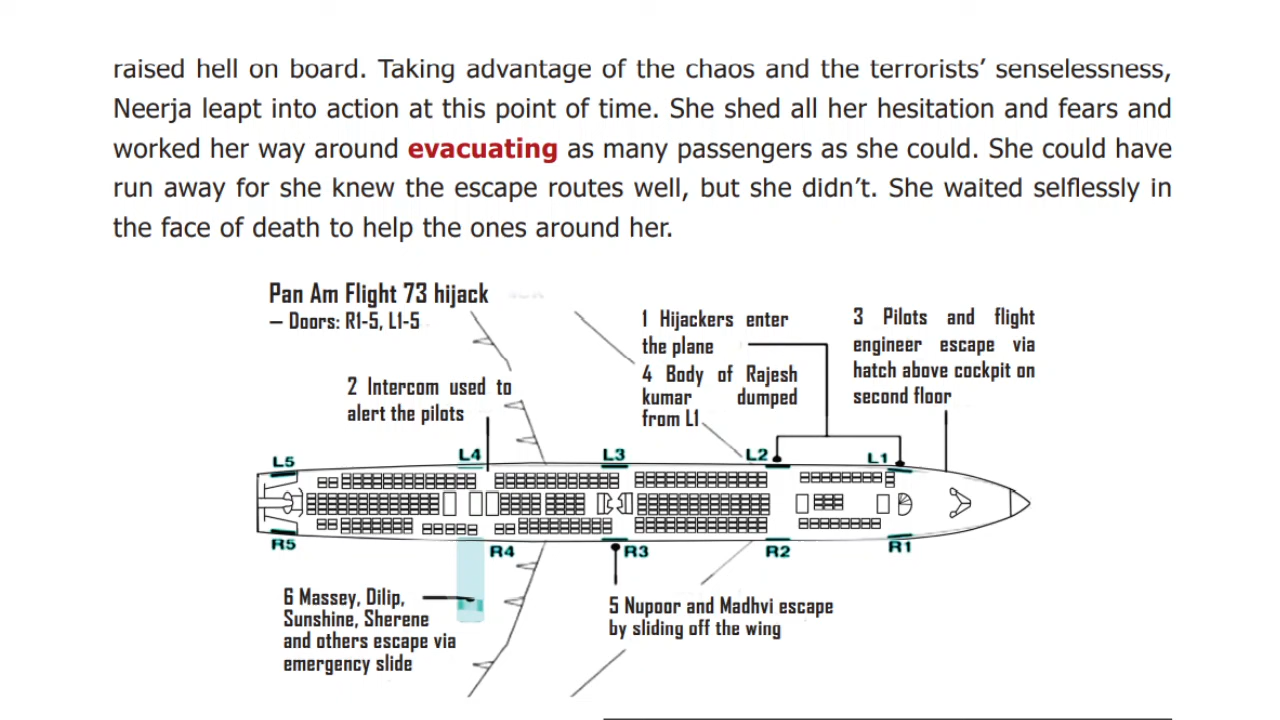 raised hell on board. Taking advantage of the chaos and the terrorists’ senselessness,
Neerja leapt into action at this point of time. She shed all her hesitation and fears and
worked her way around evacuating as many passengers as she could. She could have
run away for she knew the escape routes well, but she didn’t. She waited selflessly in
the face of death to help the ones around her.
Pan Am Flight 73 hijack
– Doors: R1-5, L1-5
1 Hijackers enter
the plane
3 Pilots and flight
engineer escape via
hatch above cockpit on
second floor
2 Intercom used to
alert the pilots
4 Body of Rajesh
kumar dumped
from L1
L5
L4
L3
L2
L1
R5
R4
R3
R2
R1
6 Massey, Dilip,
Sunshine, Sherene
and others escape via
emergency slide
5 Nupoor and Madhvi escape
by sliding off the wing